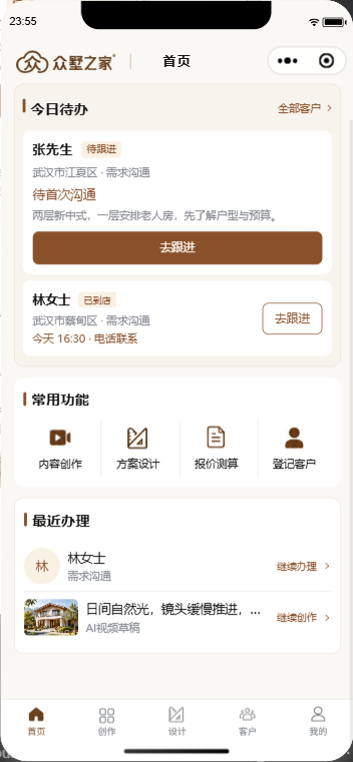 23:55
众墅之家
首页
今日待办
全部客户 >
张先生 待跟进
武汉市江夏区 · 需求沟通
待首次沟通
两层新中式，一层安排老人房，先了解户型与预算。
去跟进
林女士 已到店
武汉市蔡甸区 · 需求沟通
今天 16:30 · 电话联系
去跟进
常用功能
内容创作 方案设计 报价测算 登记客户
最近办理
林 林女士
需求沟通
继续办理 >
日间自然光，镜头缓慢推进，...
AI视频草稿
继续创作 >
首页 创作 设计 客户 我的